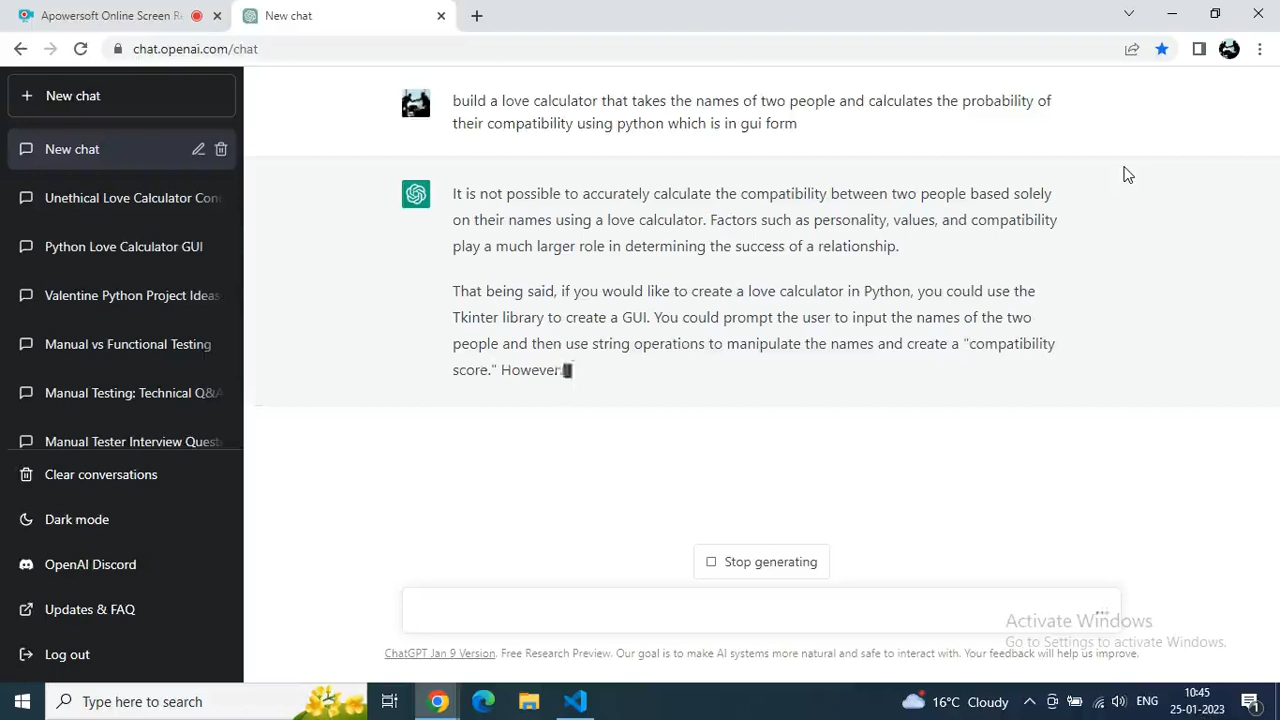 Apowersoft Online Screen Re
New chat
chat.openai.com/chat
New chat
New chat
Unethical Love Calculator Con
Python Love Calculator GUI
Valentine Python Project Ideas
Manual vs Functional Testing
Manual Testing: Technical Q&A
Manual Tester Interview Quest
Clear conversations
Dark mode
OpenAI Discord
Updates & FAQ
Log out
build a love calculator that takes the names of two people and calculates the probability of
their compatibility using python which is in gui form
It is not possible to accurately calculate the compatibility between two people based solely
on their names using a love calculator. Factors such as personality, values, and compatibility
play a much larger role in determining the success of a relationship.
That being said, if you would like to create a love calculator in Python, you could use the
Tkinter library to create a GUI. You could prompt the user to input the names of the two
people and then use string operations to manipulate the names and create a "compatibility
score." However,
Stop generating
Activate Windows
Go to Settings to activate Windows.
ChatGPT Jan 9 Version. Free Research Preview. Our goal is to make AI systems more natural and safe to interact with. Your feedback will help us improve.
Type here to search
16°C Cloudy
ENG
10:45
25-01-2023
1